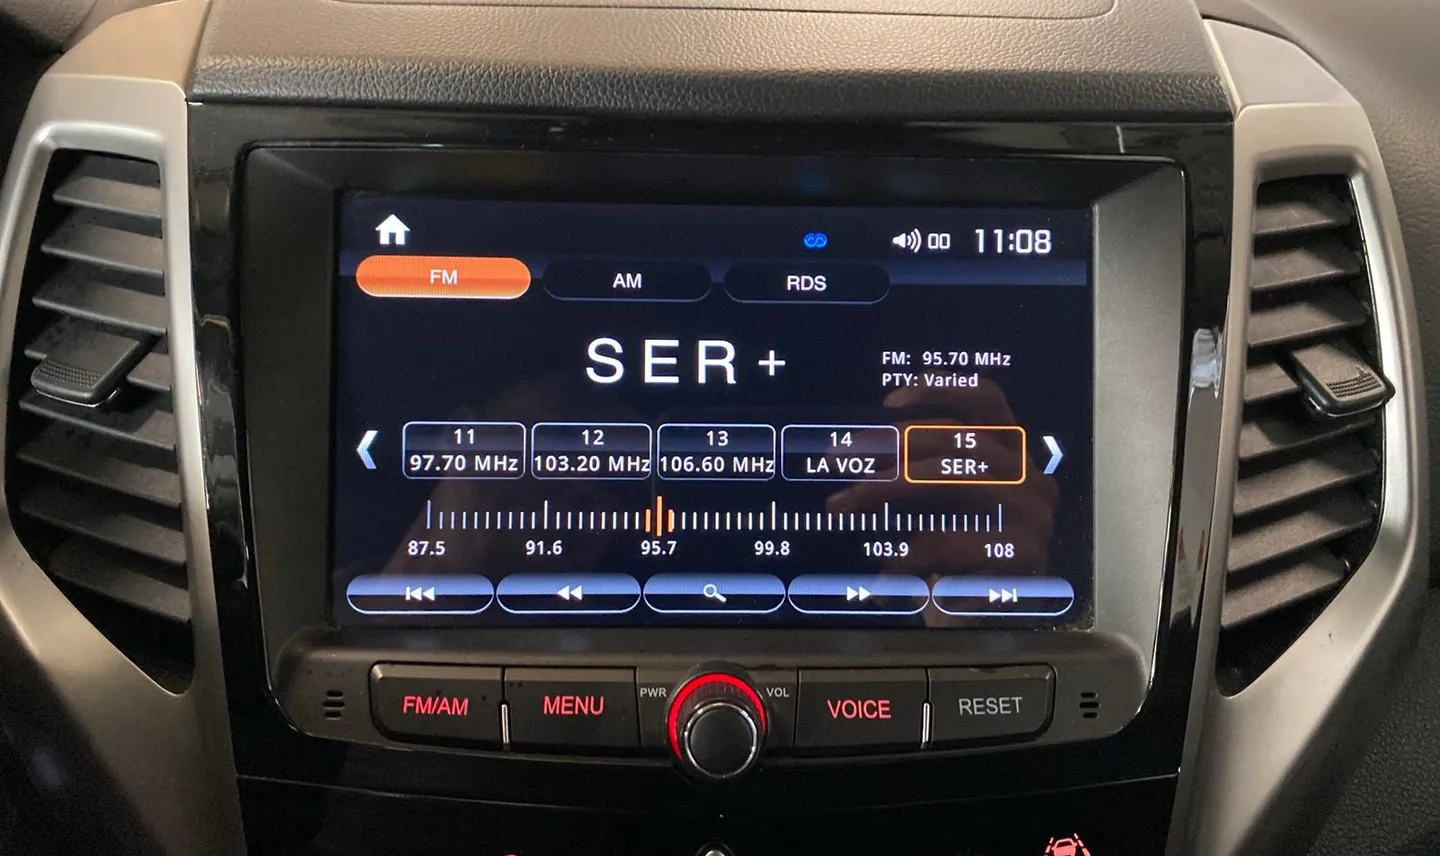 00 11:08
FM AM RDS
SER+
FM: 95.70 MHz
PTY: Varied
11 12 13 14 15
97.70 MHz 103.20 MHz 106.60 MHz LA VOZ SER+
87.5 91.6 95.7 99.8 103.9 108
FM/AM MENU PWR VOL VOICE RESET